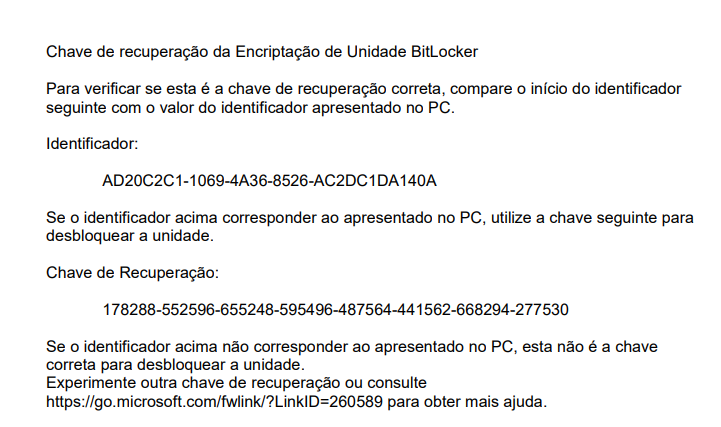 Chave de recuperação da Encriptação de Unidade BitLocker
Para verificar se esta é a chave de recuperação correta, compare o início do identificador
seguinte com o valor do identificador apresentado no PC.
Identificador:
AD20C2C1-1069-4A36-8526-AC2DC1DA140A
Se o identificador acima corresponder ao apresentado no PC, utilize a chave seguinte para
desbloquear a unidade.
Chave de Recuperação:
178288-552596-655248-595496-487564-441562-668294-277530
Se o identificador acima não corresponder ao apresentado no PC, esta não é a chave
correta para desbloquear a unidade.
Experimente outra chave de recuperação ou consulte
https://go.microsoft.com/fwlink/?LinkID=260589 para obter mais ajuda.